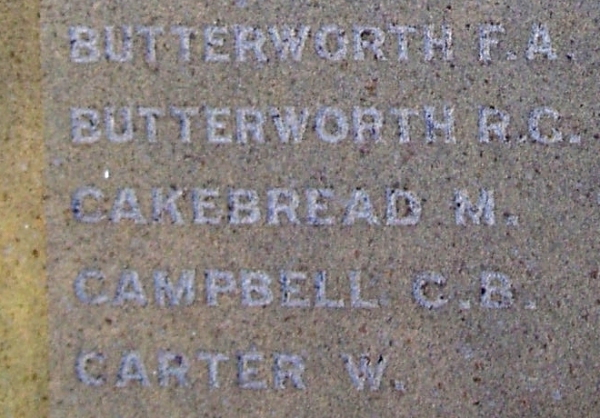 BUTTERWORTH F.A.
BUTTERWORTH R.C.
CAKEBREAD M.
CAMPBELL C.B.
CARTER W.